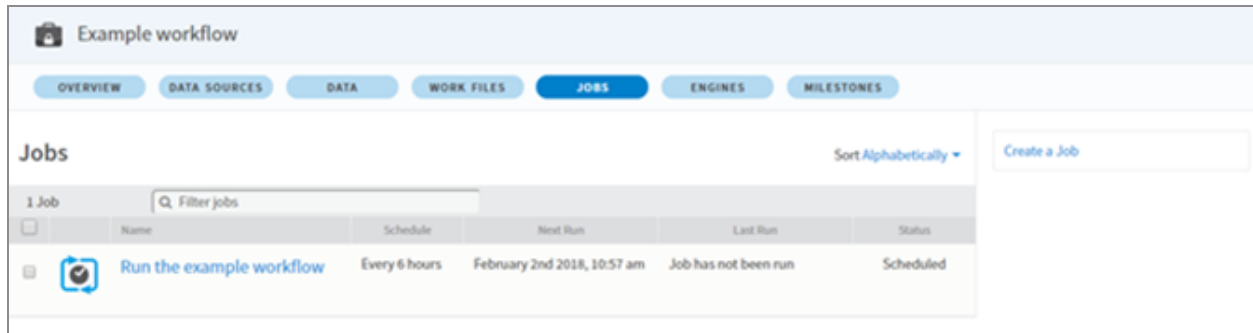 Example workflow
OVERVIEW DATA SOURCES DATA WORK FILES JOBS ENGINES MILESTONES
Jobs Sort Alphabetically Create a Job
1 Job Filter jobs
Name Schedule Next Run Last Run Status
Run the example workflow Every 6 hours February 2nd 2018, 10:57 am Job has not been run Scheduled